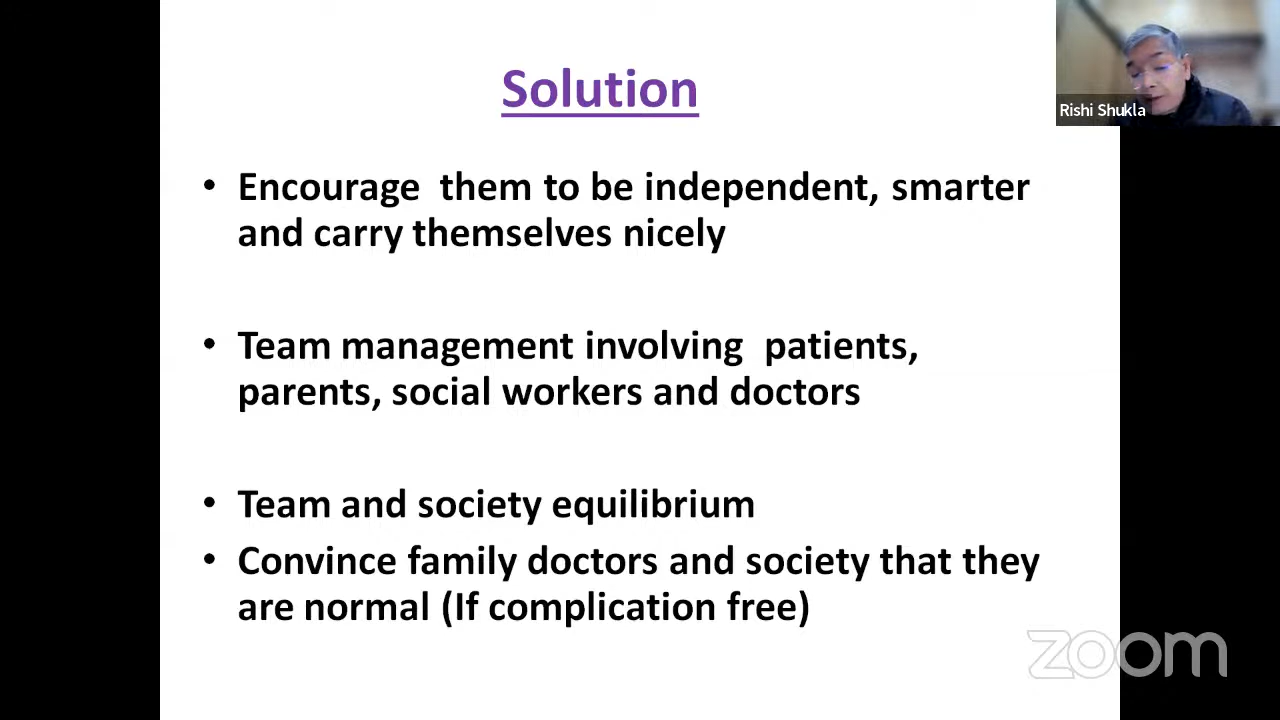 Solution
Rishi Shukla
• Encourage them to be independent, smarter
and carry themselves nicely
• Team management involving patients,
parents, social workers and doctors
• Team and society equilibrium
• Convince family doctors and society that they
are normal (If complication free)
zoom